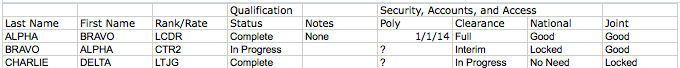 Qualification Security, Accounts, and Access
Last Name First Name Rank/Rate Status Notes Poly Clearance National Joint
ALPHA BRAVO LCDR Complete None 1/1/14 Full Good Good
BRAVO ALPHA CTR2 In Progress ? Interim Locked Good
CHARLIE DELTA LTJG Complete ? In Progress No Need Locked